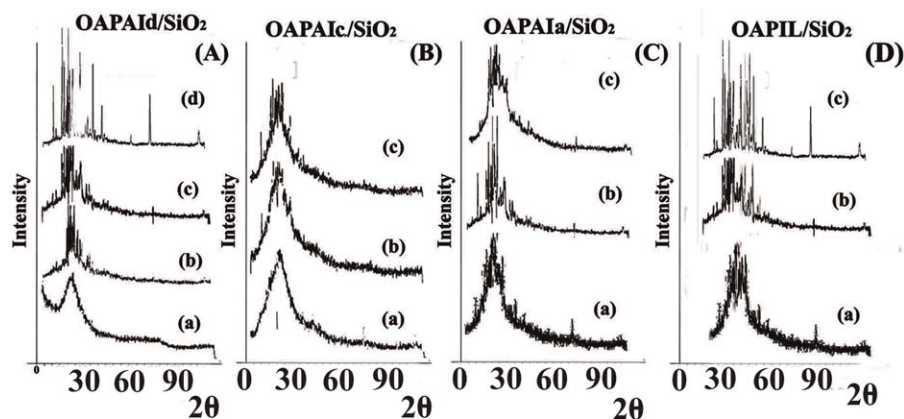 OAPAId/SiO₂
(A)
(d)
(c)
(b)
(a)
Intensity
0 30 60 90
2θ
OAPAIc/SiO₂
(B)
(c)
(b)
(a)
Intensity
0 30 60 90
2θ
OAPAIa/SiO₂
(C)
(c)
(b)
(a)
Intensity
0 30 60 90
2θ
OAPIL/SiO₂
(D)
(c)
(b)
(a)
Intensity
0 30 60 90
2θ